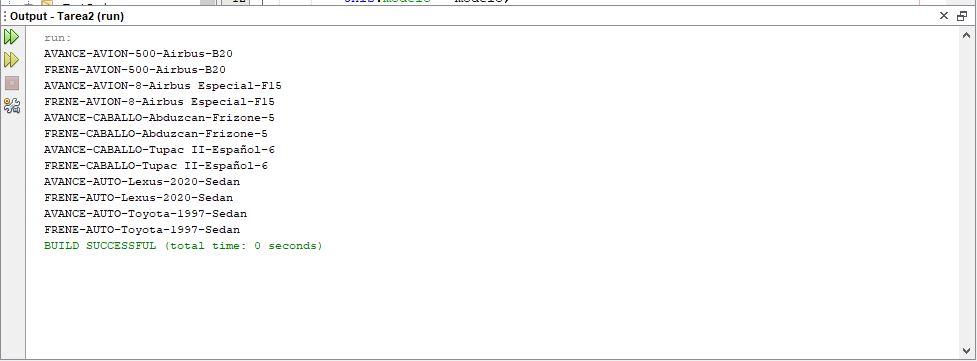 Output - Tarea2 (run)
run:
AVANCE-AVION-500-Airbus-B20
FRENE-AVION-500-Airbus-B20
AVANCE-AVION-8-Airbus Especial-F15
FRENE-AVION-8-Airbus Especial-F15
AVANCE-CABALLO-Abduzcan-Frizone-5
FRENE-CABALLO-Abduzcan-Frizone-5
AVANCE-CABALLO-Tupac II-Español-6
FRENE-CABALLO-Tupac II-Español-6
AVANCE-AUTO-Lexus-2020-Sedan
FRENE-AUTO-Lexus-2020-Sedan
AVANCE-AUTO-Toyota-1997-Sedan
FRENE-AUTO-Toyota-1997-Sedan
BUILD SUCCESSFUL (total time: 0 seconds)